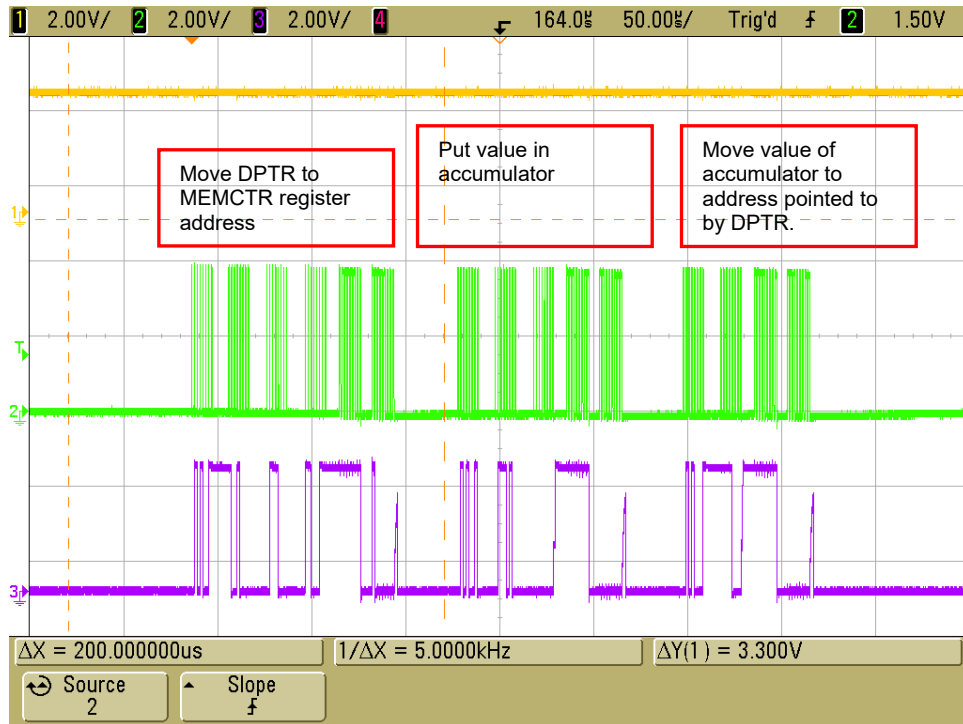 1 2.00V/ 2 2.00V/ 3 2.00V/ 4 164.0µs 50.00µs/ Trig'd 2 1.50V
Move DPTR to
MEMCTR register
address
Put value in
accumulator
Move value of
accumulator to
address pointed to
by DPTR.
1
T
2
3
ΔX = 200.000000us
1/ΔX = 5.0000kHz
ΔY(1) = 3.300V
Source
2
Slope